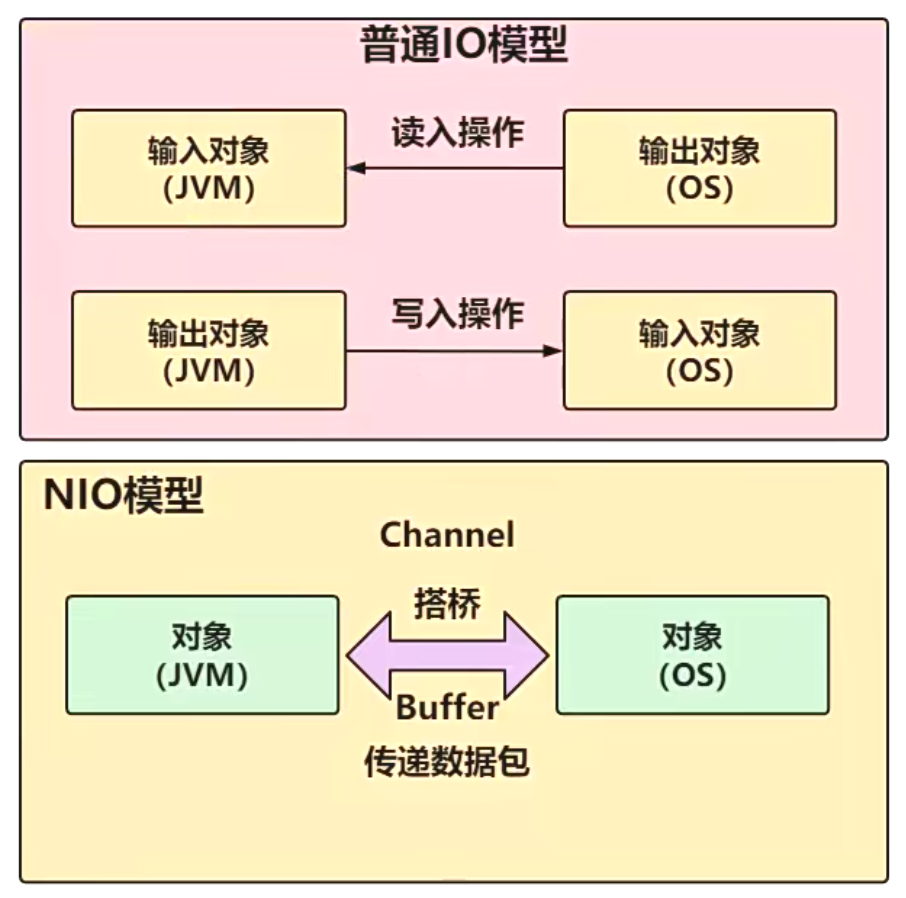 普通IO模型
输入对象
（JVM）
读入操作
输出对象
（OS）
输出对象
（JVM）
写入操作
输入对象
（OS）
NIO模型
Channel
搭桥
对象
（JVM）
对象
（OS）
Buffer
传递数据包